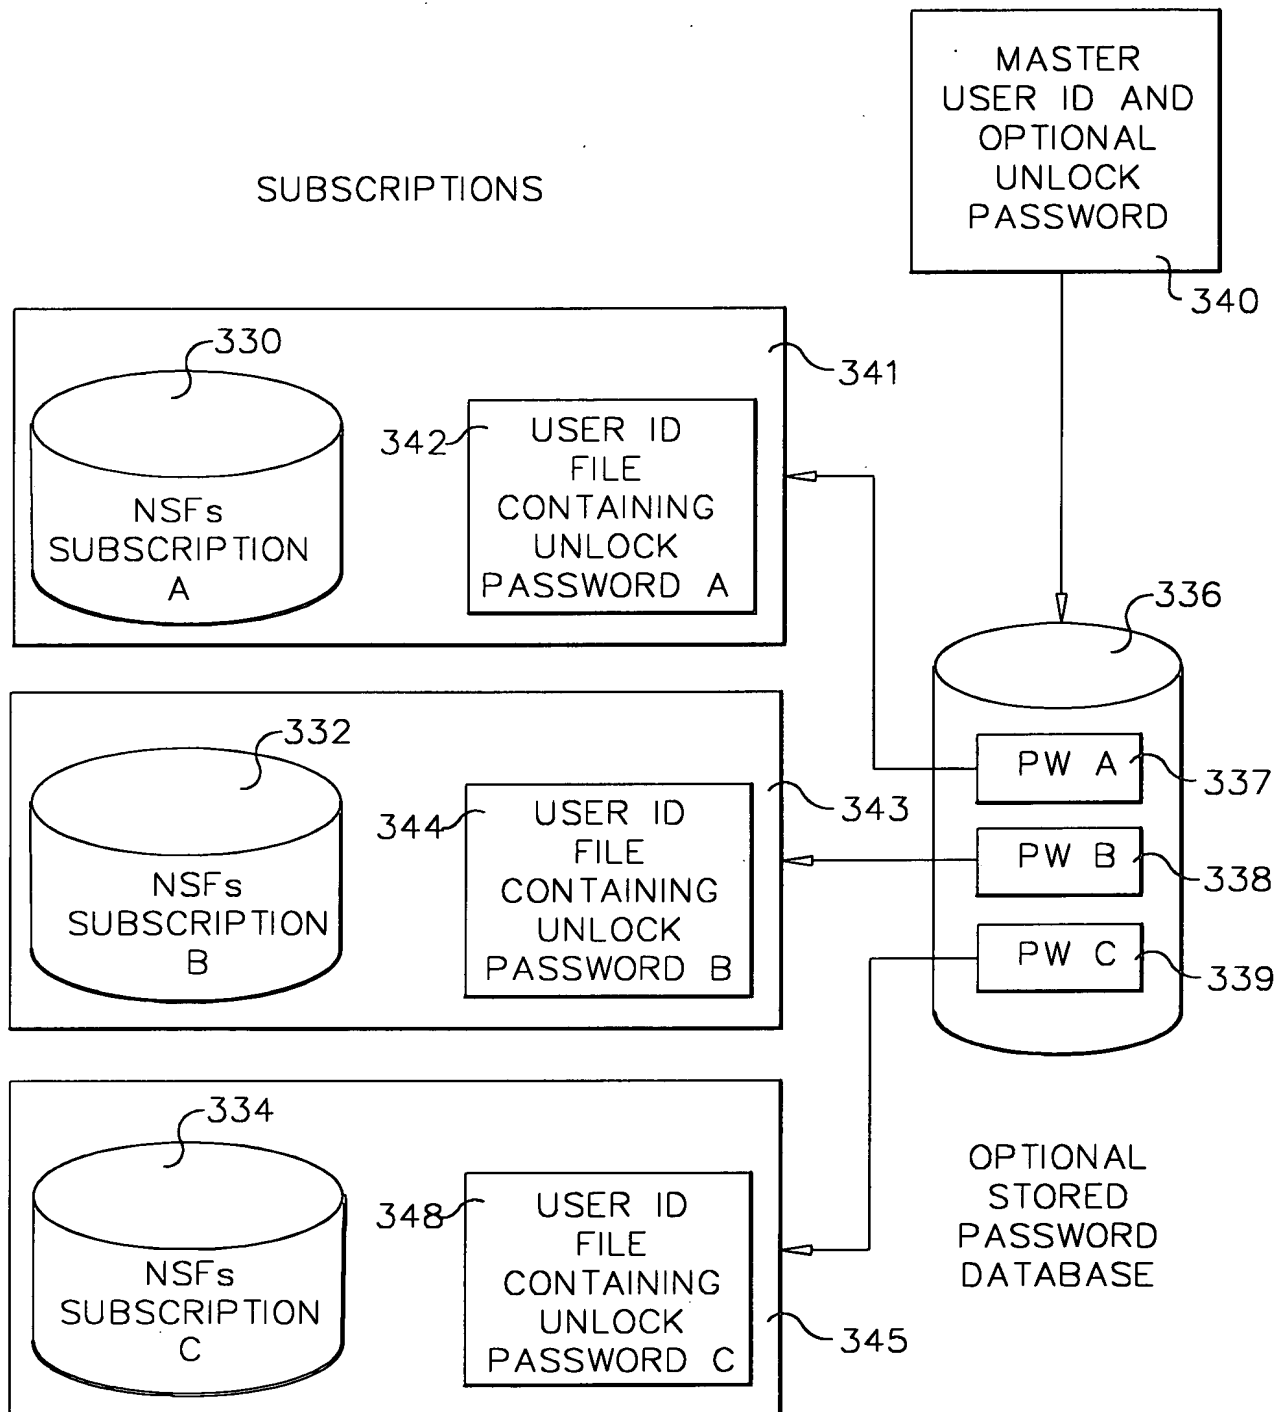 MASTER
USER ID AND
OPTIONAL
UNLOCK
PASSWORD
340
SUBSCRIPTIONS
330
341
342
USER ID
FILE
CONTAINING
UNLOCK
PASSWORD A
NSFs
SUBSCRIPTION
A
336
PW A
337
PW B
338
PW C
339
332
343
344
USER ID
FILE
CONTAINING
UNLOCK
PASSWORD B
NSFs
SUBSCRIPTION
B
334
345
348
USER ID
FILE
CONTAINING
UNLOCK
PASSWORD C
NSFs
SUBSCRIPTION
C
OPTIONAL
STORED
PASSWORD
DATABASE